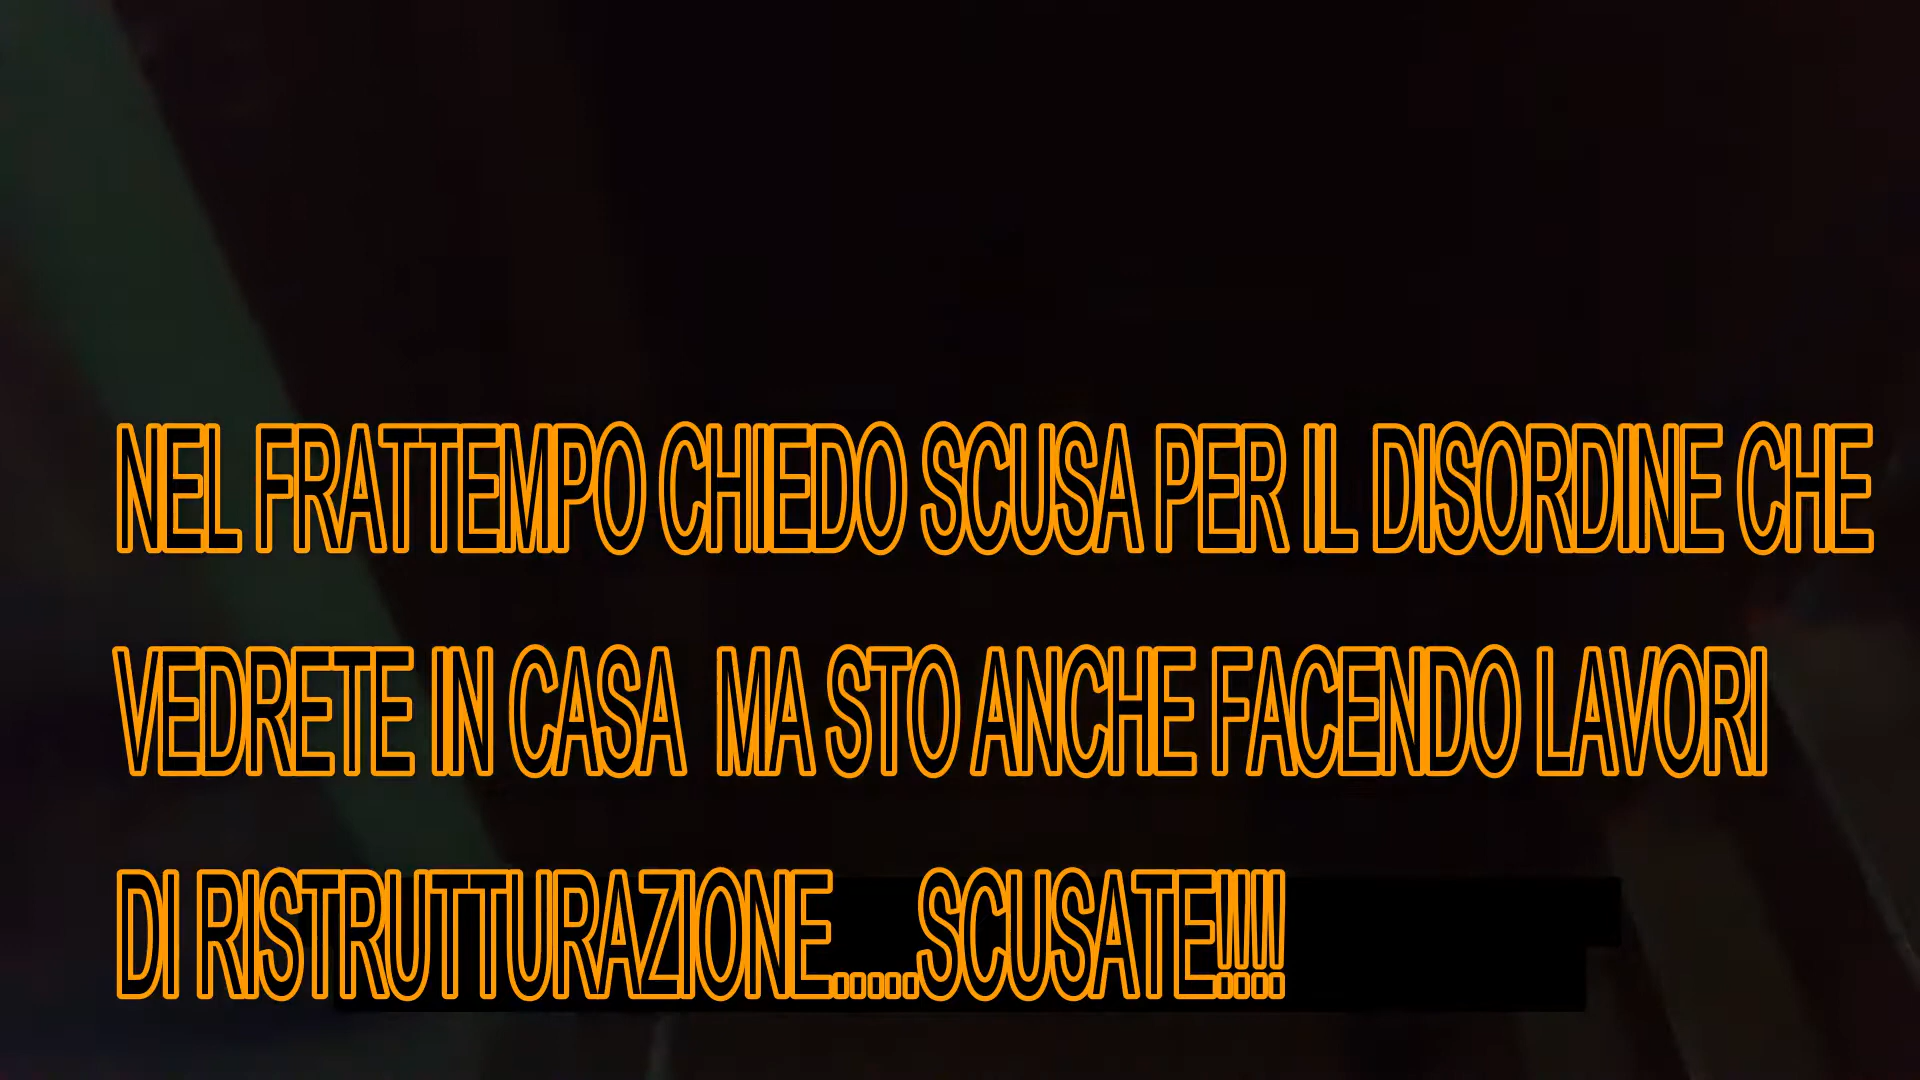 NEL FRATTEMPO CHIEDO SCUSA PER IL DISORDINE CHE
VEDRETE IN CASA  MA STO ANCHE FACENDO LAVORI
DI RISTRUTTURAZIONE.....SCUSATE!!!!